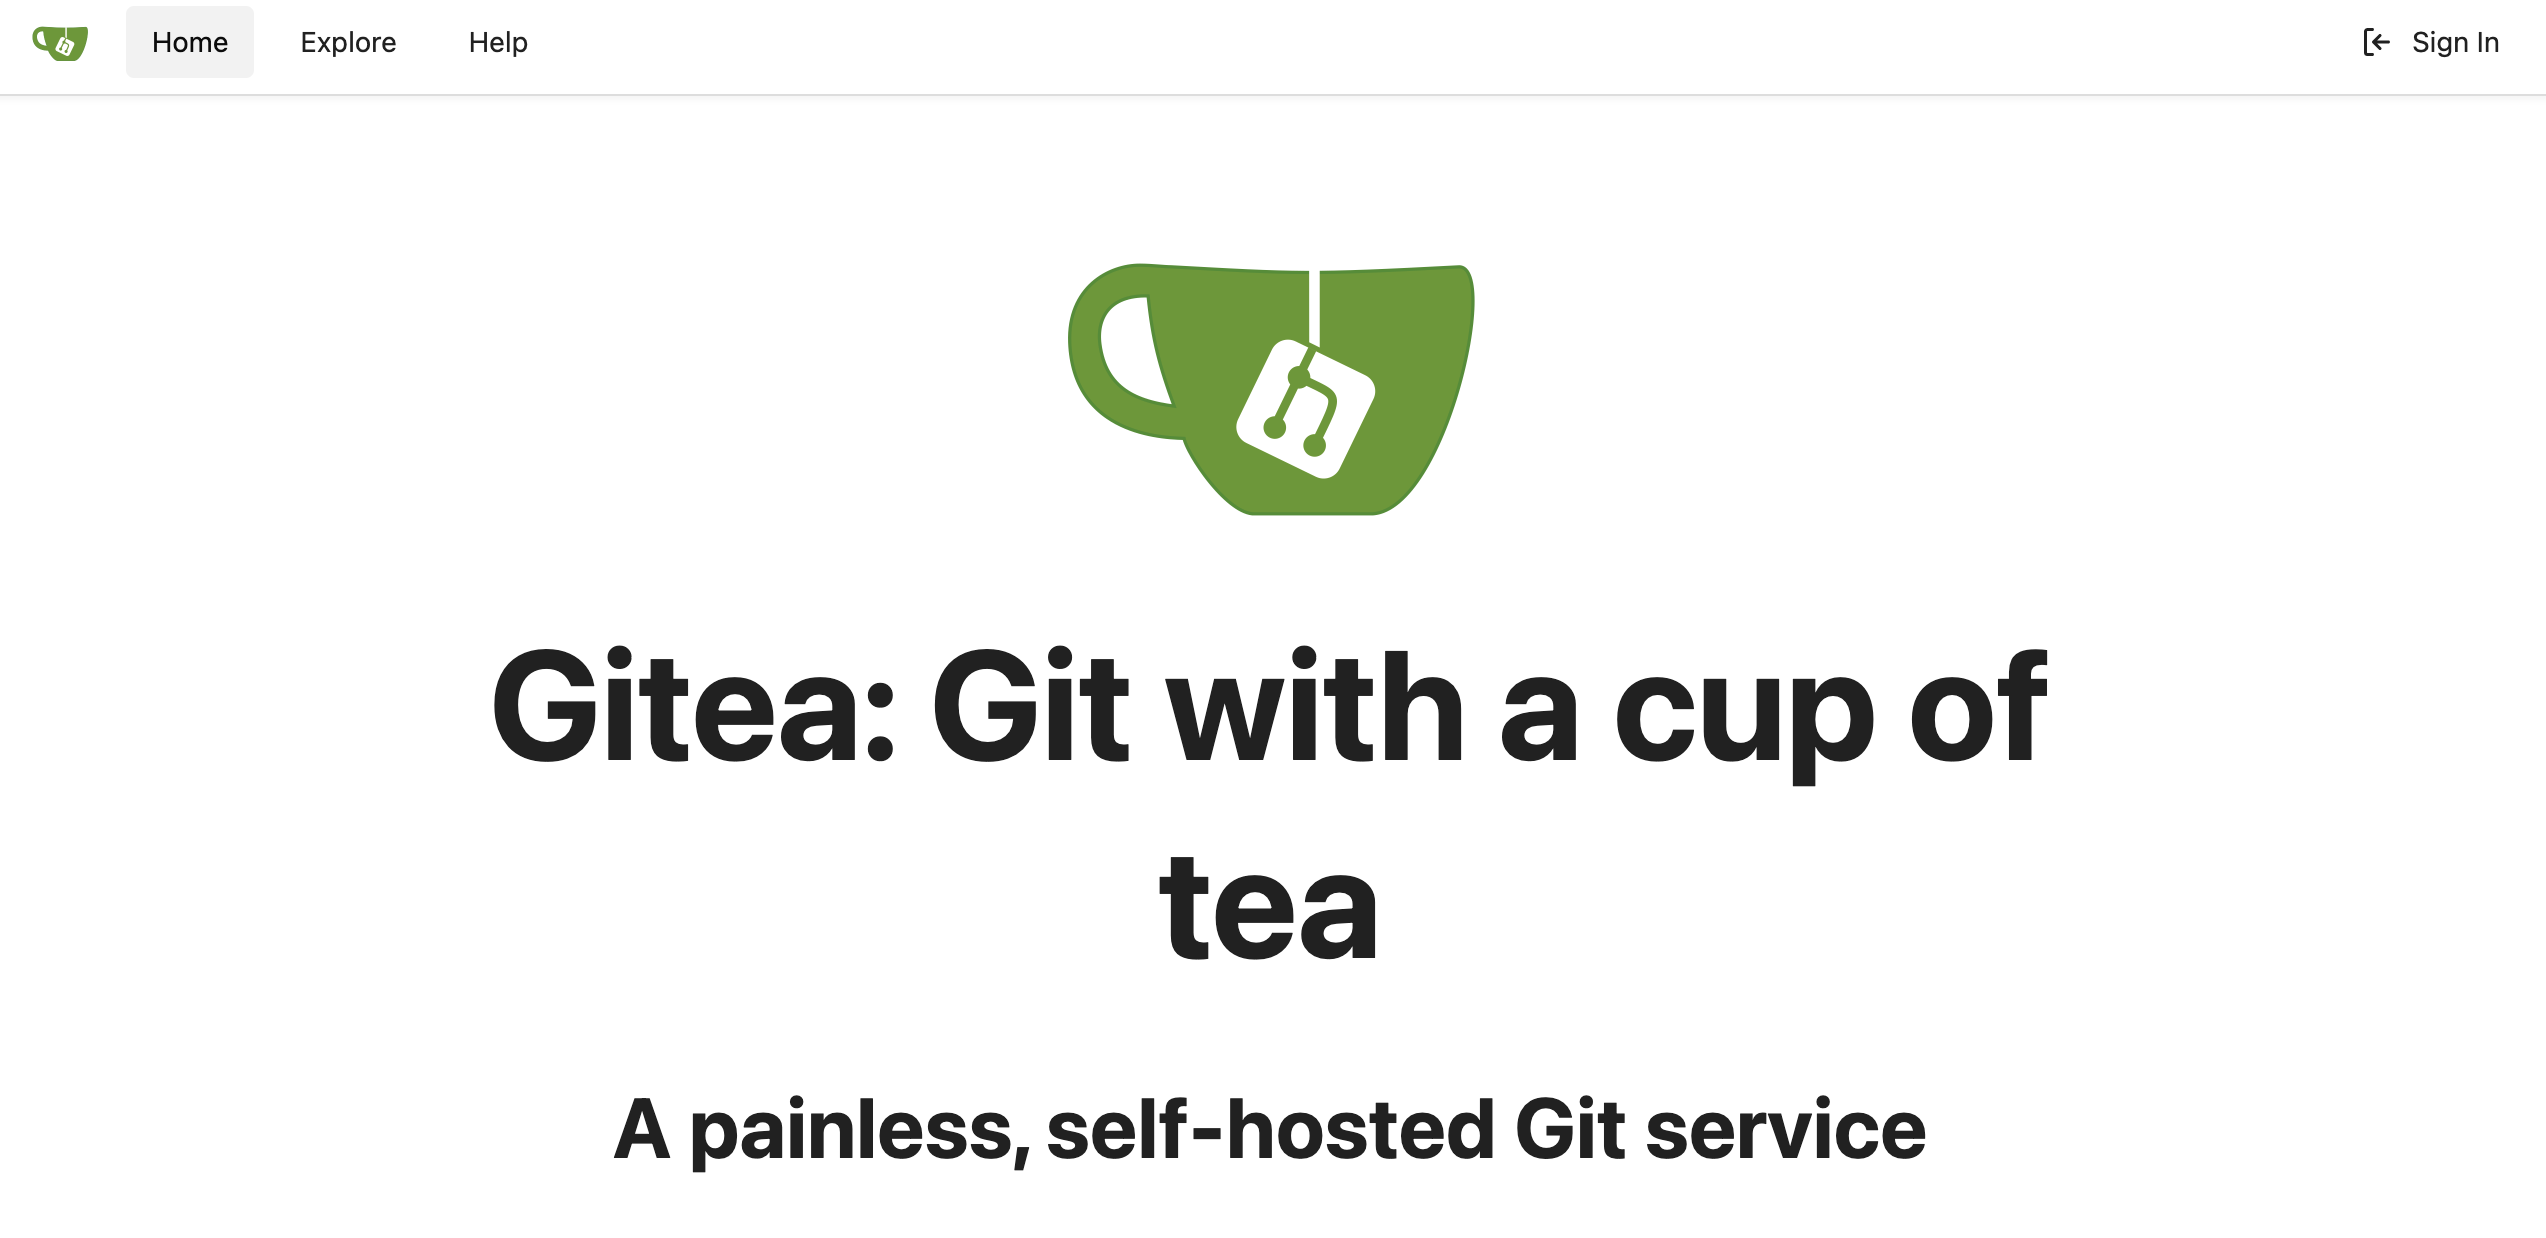 Home Explore Help Sign In
Gitea: Git with a cup of
tea
A painless, self-hosted Git service